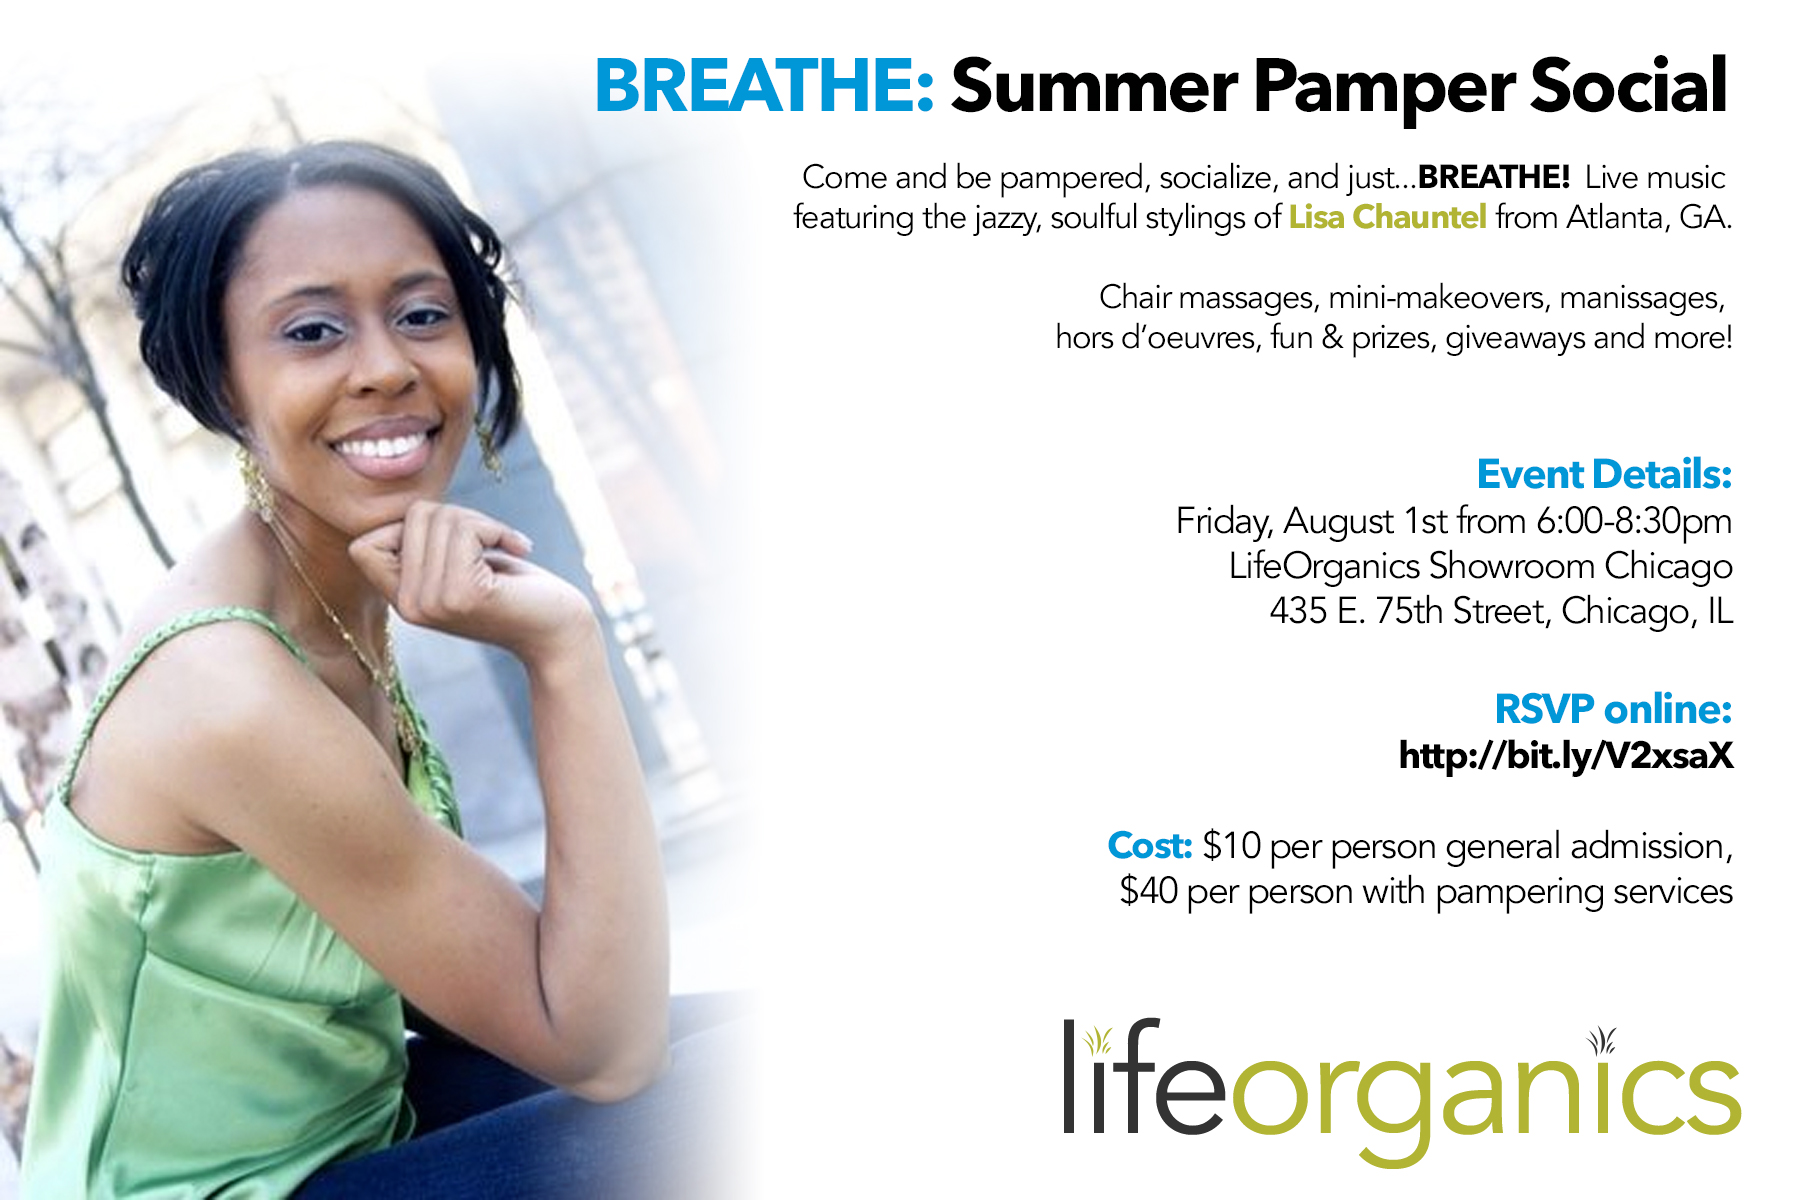 BREATHE: Summer Pamper Social
Come and be pampered, socialize, and just...BREATHE! Live music
featuring the jazzy, soulful stylings of Lisa Chauntel from Atlanta, GA.
Chair massages, mini-makeovers, manissages,
hors d’oeuvres, fun & prizes, giveaways and more!
Event Details:
Friday, August 1st from 6:00-8:30pm
LifeOrganics Showroom Chicago
435 E. 75th Street, Chicago, IL
RSVP online:
http://bit.ly/V2xsaX
Cost: $10 per person general admission,
$40 per person with pampering services
lifeorganics